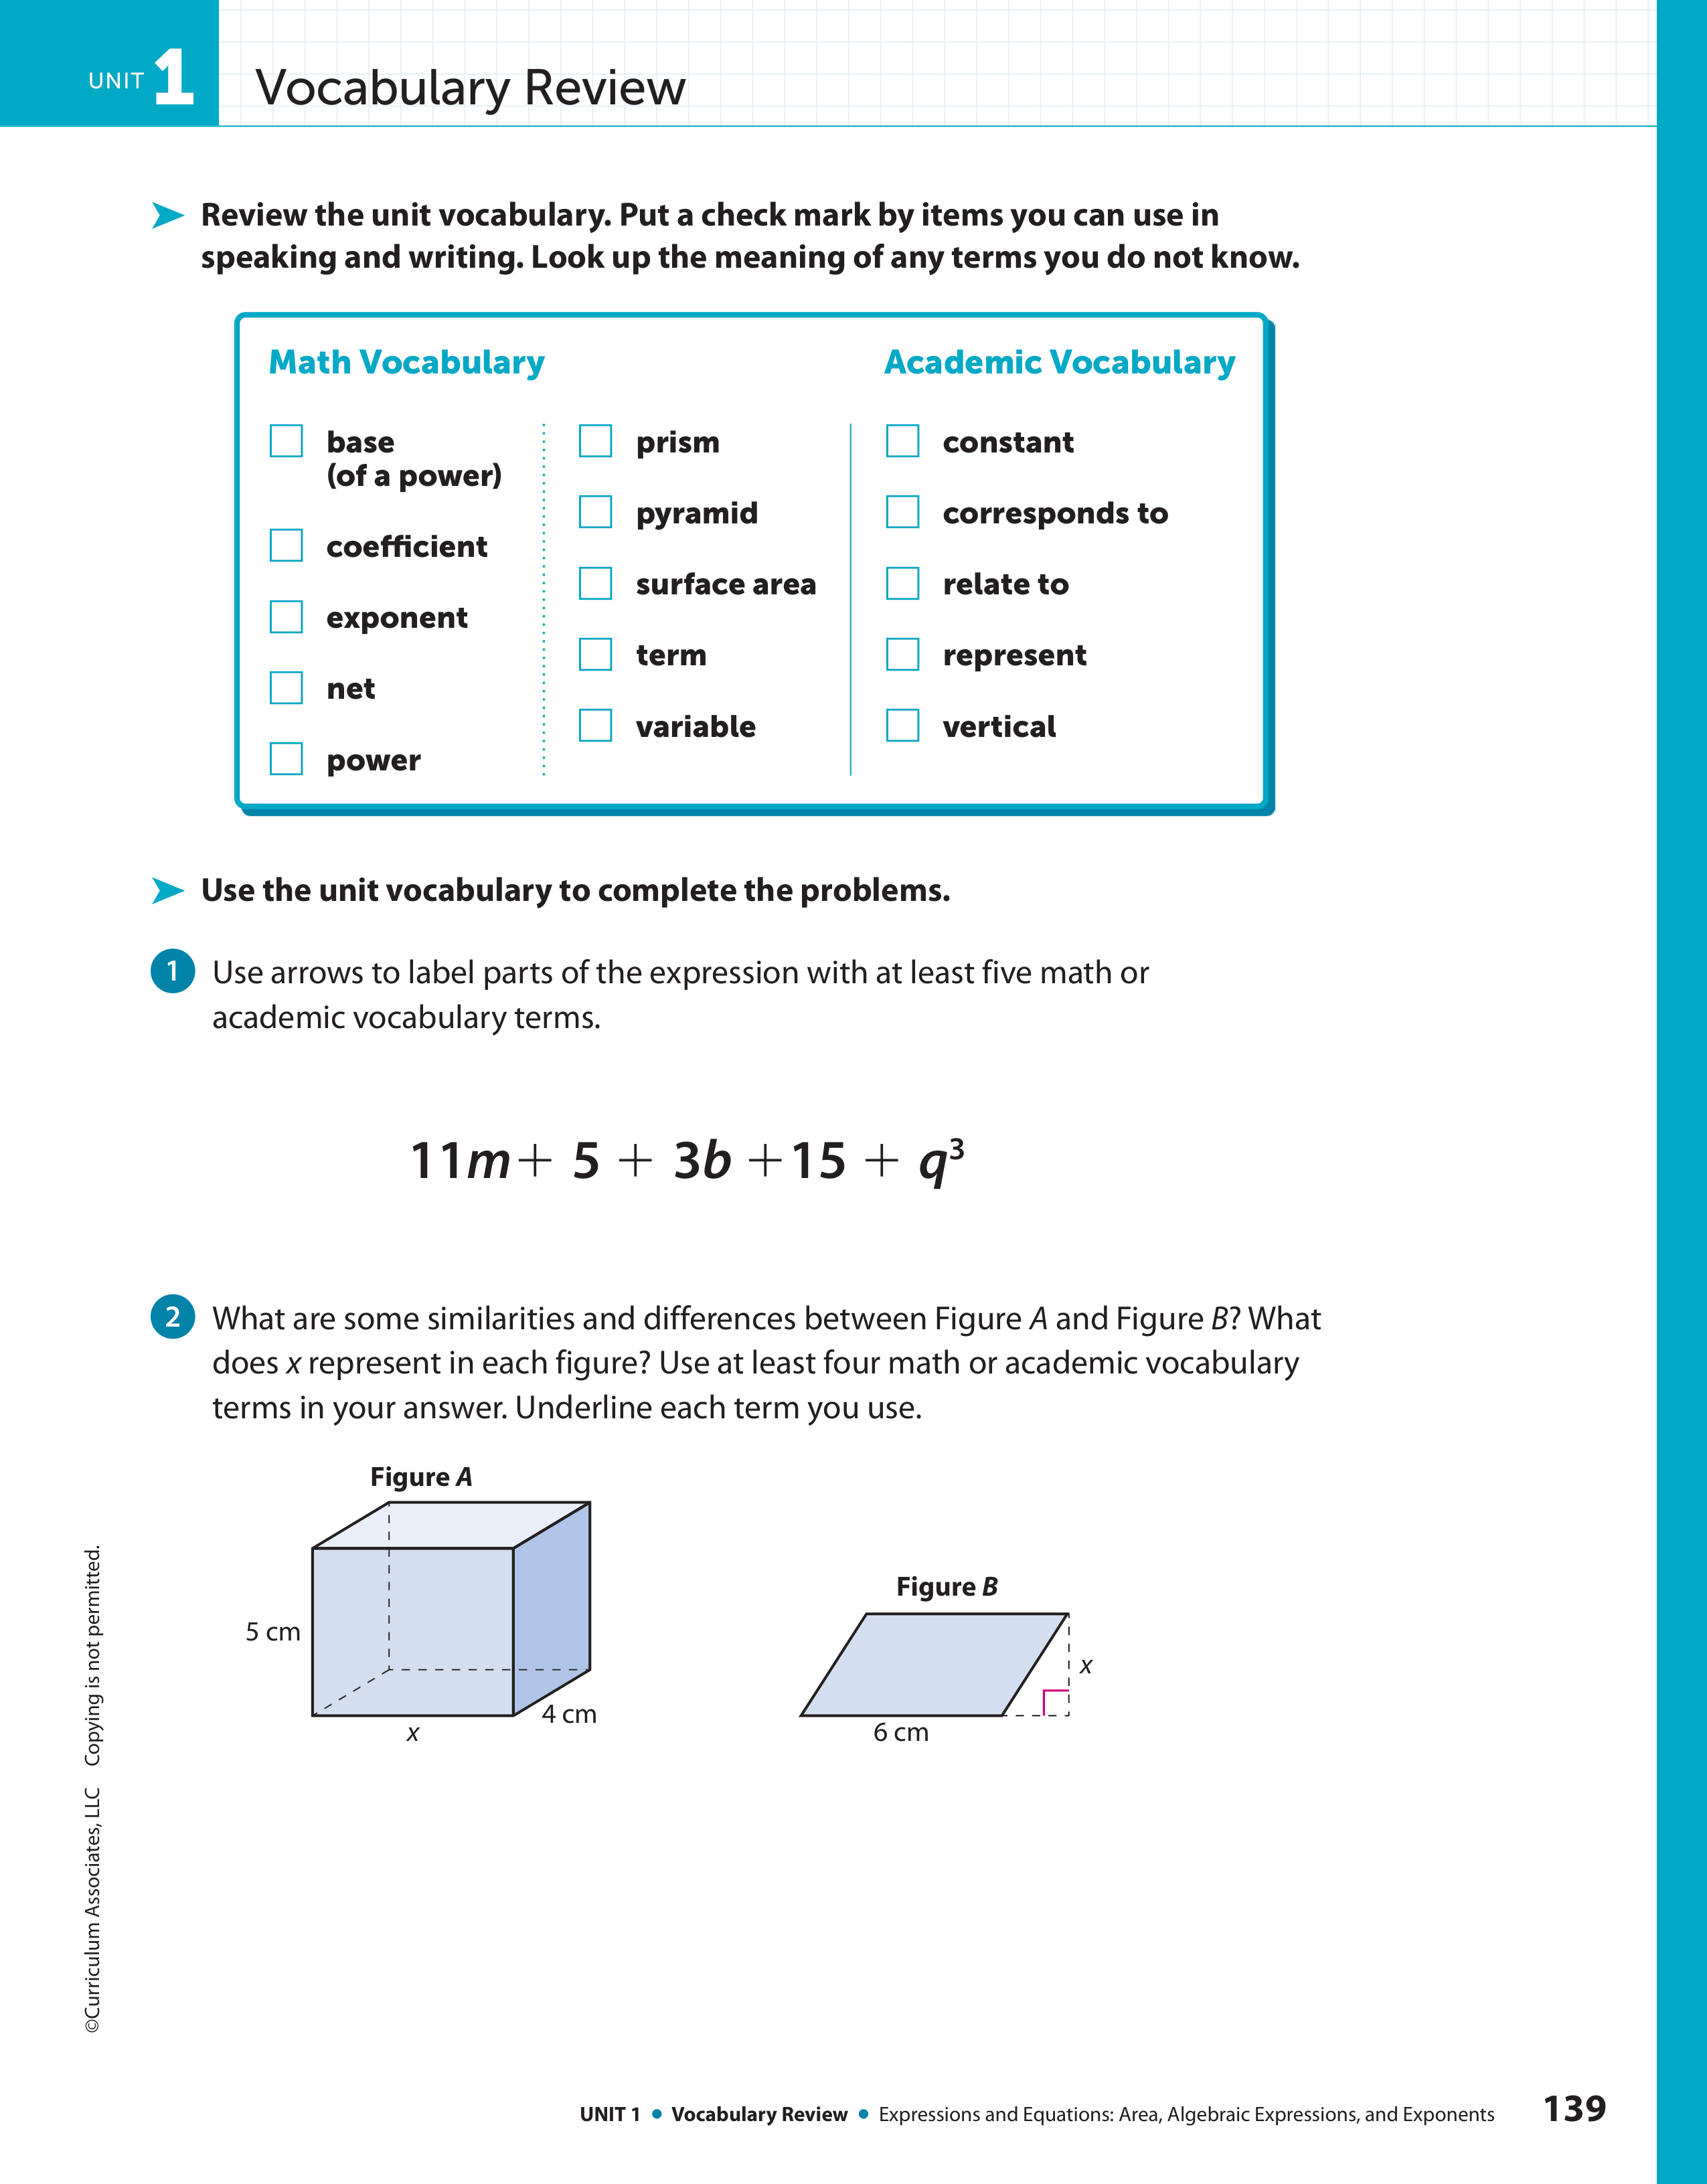 UNIT 1 Vocabulary Review
Review the unit vocabulary. Put a check mark by items you can use in
speaking and writing. Look up the meaning of any terms you do not know.
Math Vocabulary
base
(of a power)
coefficient
exponent
net
power
prism
pyramid
surface area
term
variable
Academic Vocabulary
constant
corresponds to
relate to
represent
vertical
Use the unit vocabulary to complete the problems.
1 Use arrows to label parts of the expression with at least five math or
academic vocabulary terms.
11m + 5 + 3b + 15 + q³
2 What are some similarities and differences between Figure A and Figure B? What
does x represent in each figure? Use at least four math or academic vocabulary
terms in your answer. Underline each term you use.
Figure A
5 cm
x
4 cm
Figure B
x
6 cm
©Curriculum Associates, LLC Copying is not permitted.
UNIT 1 • Vocabulary Review • Expressions and Equations: Area, Algebraic Expressions, and Exponents 139